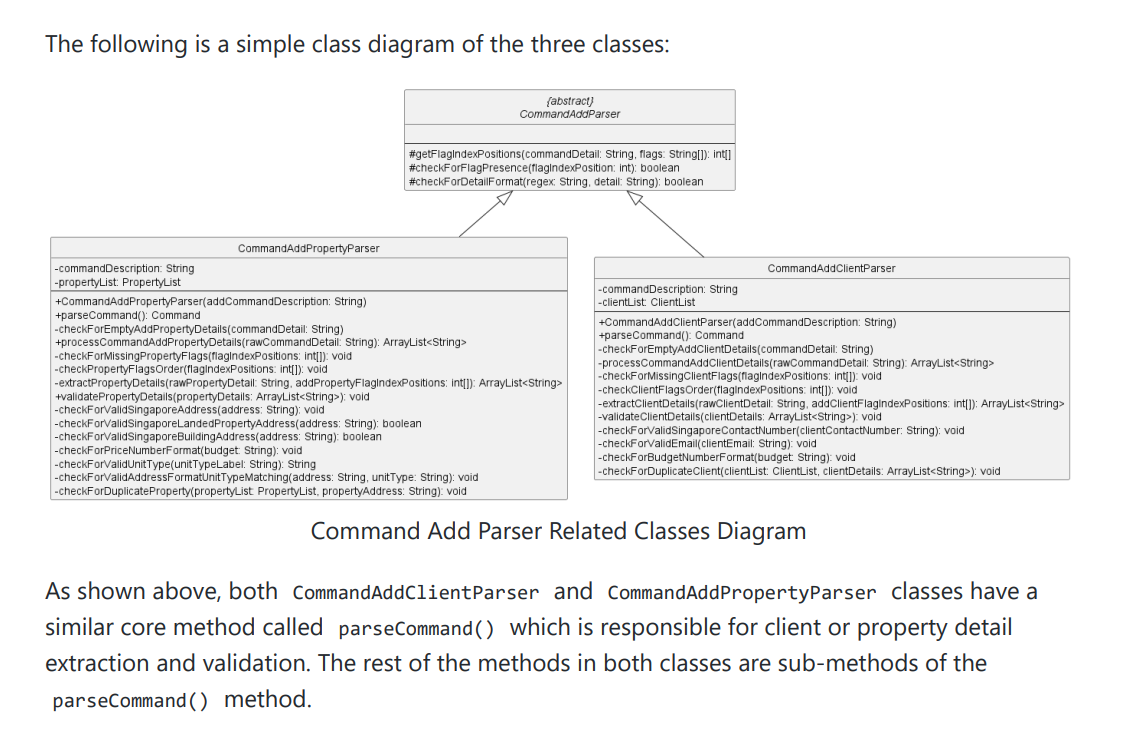 The following is a simple class diagram of the three classes:
{abstract}
CommandAddParser
#getFlagIndexPositions(commandDetail: String, flags: String[]): int[]
#checkForFlagPresence(flagIndexPosition: int): boolean
#checkForDetailFormat(regex: String, detail: String): boolean
CommandAddPropertyParser
-commandDescription: String
-propertyList: PropertyList
+CommandAddPropertyParser(addCommandDescription: String)
+parseCommand(): Command
-checkForEmptyAddPropertyDetails(commandDetail: String)
+processCommandAddPropertyDetails(rawCommandDetail: String): ArrayList<String>
-checkForMissingPropertyFlags(flagIndexPositions: int[]): void
-checkPropertyFlagsOrder(flagIndexPositions: int[]): void
-extractPropertyDetails(rawPropertyDetail: String, addPropertyFlagIndexPositions: int[]): ArrayList<String>
+validatePropertyDetails(propertyDetails: ArrayList<String>): void
-checkForValidSingaporeAddress(address: String): void
-checkForValidSingaporeLandedPropertyAddress(address: String): boolean
-checkForValidSingaporeBuildingAddress(address: String): boolean
-checkForPriceNumberFormat(budget: String): void
-checkForValidUnitType(unitTypeLabel: String): String
-checkForValidAddressFormatUnitTypeMatching(address: String, unitType: String): void
-checkForDuplicateProperty(propertyList: PropertyList, propertyAddress: String): void
CommandAddClientParser
-commandDescription: String
-clientList: ClientList
+CommandAddClientParser(addCommandDescription: String)
+parseCommand(): Command
-checkForEmptyAddClientDetails(commandDetail: String)
-processCommandAddClientDetails(rawCommandDetail: String): ArrayList<String>
-checkForMissingClientFlags(flagIndexPositions: int[]): void
-checkClientFlagsOrder(flagIndexPositions: int[]): void
-extractClientDetails(rawClientDetail: String, addClientFlagIndexPositions: int[]): ArrayList<String>
-validateClientDetails(clientDetails: ArrayList<String>): void
-checkForValidSingaporeContactNumber(clientContactNumber: String): void
-checkForValidEmail(clientEmail: String): void
-checkForBudgetNumberFormat(budget: String): void
-checkForDuplicateClient(clientList: ClientList, clientDetails: ArrayList<String>): void
Command Add Parser Related Classes Diagram
As shown above, both CommandAddClientParser and CommandAddPropertyParser classes have a
similar core method called parseCommand() which is responsible for client or property detail
extraction and validation. The rest of the methods in both classes are sub-methods of the
parseCommand() method.